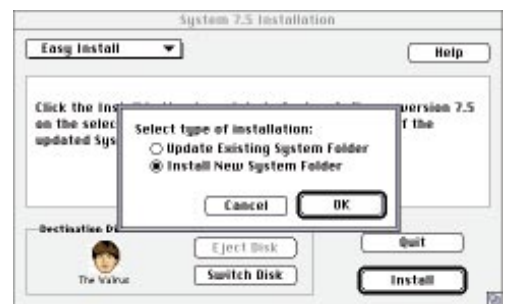 System 7.5 Installation
Easy Install
Help
Click the Ins
version 7.5
on the selec
f the
updated Sys
Select type of installation:
Update Existing System Folder
Install New System Folder
Cancel
OK
Destination D
Eject Disk
Quit
The Walrus
Switch Disk
Install